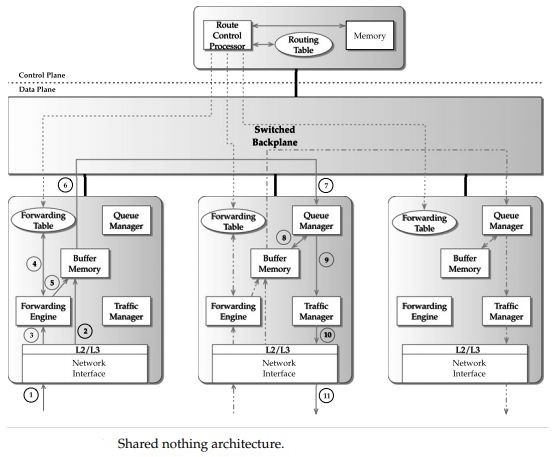 Route
Control
Processor
Routing
Table
Memory
Control Plane
Data Plane
Switched
Backplane
6
7
Forwarding
Table
Queue
Manager
4
Buffer
Memory
5
Forwarding
Engine
Traffic
Manager
3
2
L2/L3
Network
Interface
1
Forwarding
Table
Queue
Manager
8
9
Buffer
Memory
Forwarding
Engine
Traffic
Manager
10
L2/L3
Network
Interface
11
Forwarding
Table
Queue
Manager
Buffer
Memory
Forwarding
Engine
Traffic
Manager
L2/L3
Network
Interface
Shared nothing architecture.